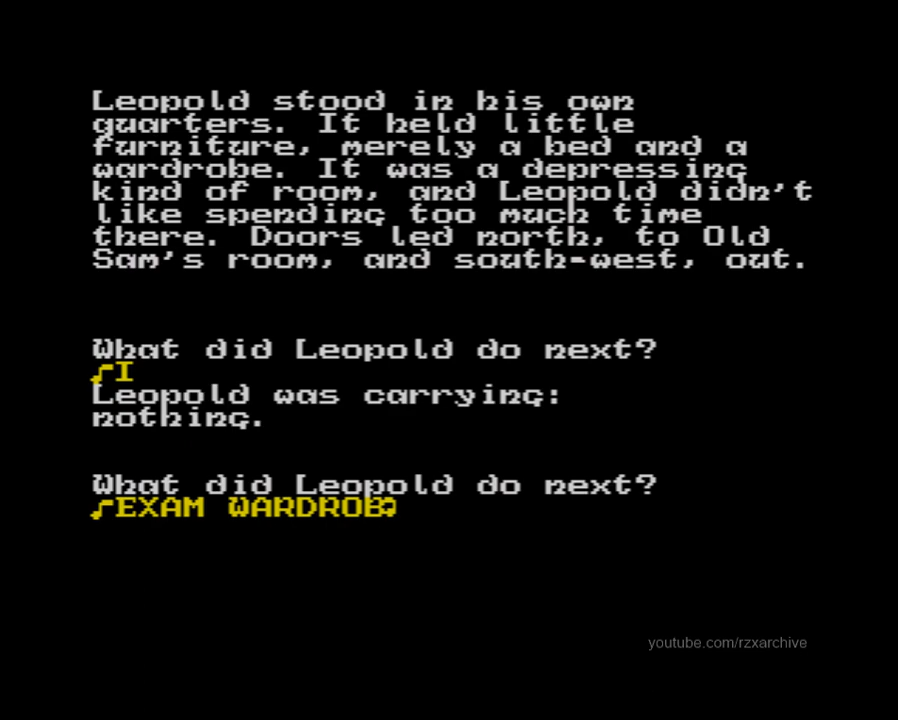 Leopold stood in his own
quarters. It held little
furniture, merely a bed and a
wardrobe. It was a depressing
kind of room, and Leopold didn't
like spending too much time
there. Doors led north, to Old
Sam's room, and south-west, out.
What did Leopold do next?
I
Leopold was carrying:
nothing.
What did Leopold do next?
EXAM WARDROB
youtube.com/rzxarchive